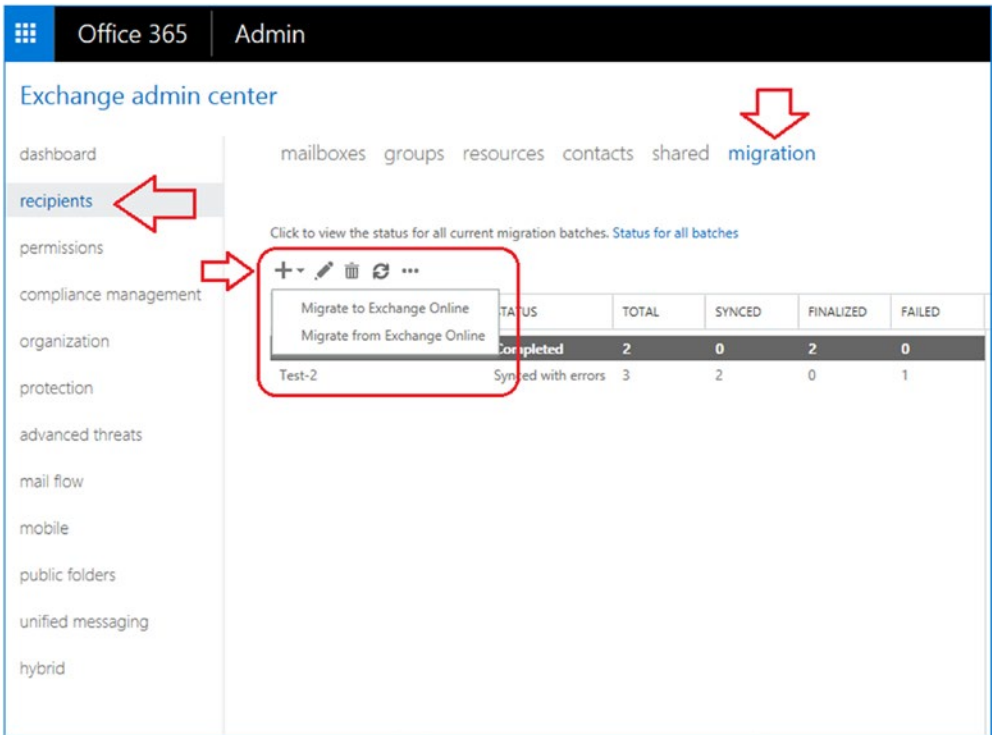 Office 365 Admin
Exchange admin center
dashboard
recipients
permissions
compliance management
organization
protection
advanced threats
mail flow
mobile
public folders
unified messaging
hybrid
mailboxes groups resources contacts shared migration
Click to view the status for all current migration batches. Status for all batches
Migrate to Exchange Online
Migrate from Exchange Online
TATUS TOTAL SYNCED FINALIZED FAILED
Completed 2 0 2 0
Test-2 Synced with errors 3 2 0 1